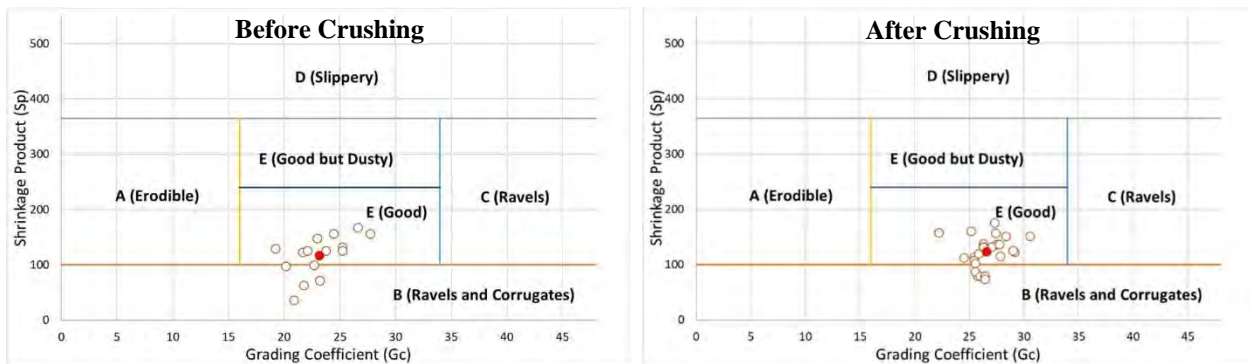 Before Crushing
500
400
300
200
100
0
Shrinkage Product (Sp)
D (Slippery)
E (Good but Dusty)
A (Erodible)
E (Good)
C (Ravels)
B (Ravels and Corrugates)
0 5 10 15 20 25 30 35 40 45
Grading Coefficient (Gc)
After Crushing
500
400
300
200
100
0
Shrinkage Product (Sp)
D (Slippery)
E (Good but Dusty)
A (Erodible)
E (Good)
C (Ravels)
B (Ravels and Corrugates)
0 5 10 15 20 25 30 35 40 45
Grading Coefficient (Gc)